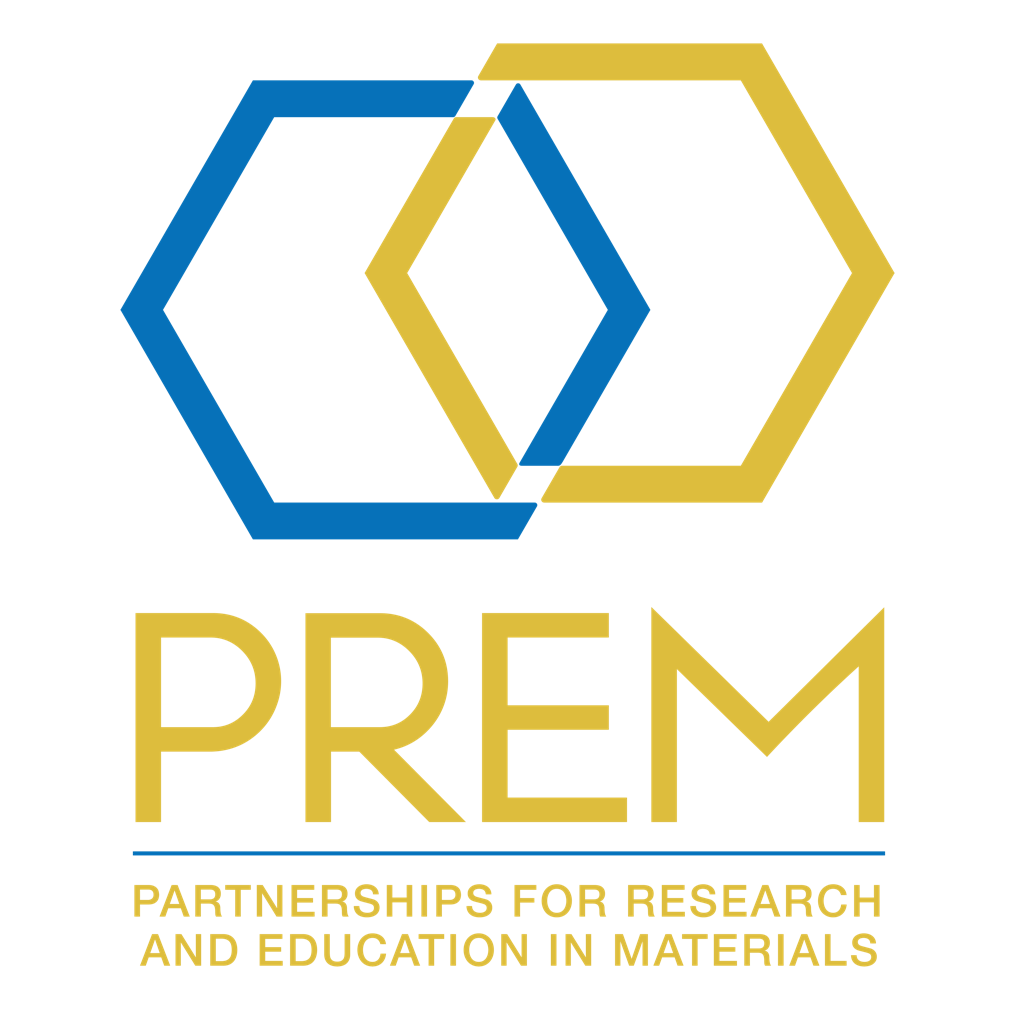 PREM
PARTNERSHIPS FOR RESEARCH
AND EDUCATION IN MATERIALS